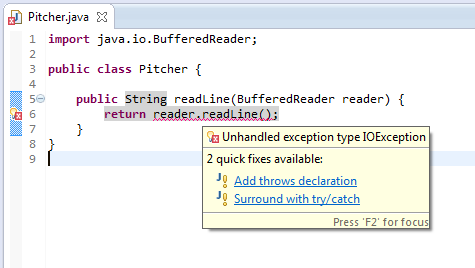 Pitcher.java
1 import java.io.BufferedReader;
2
3 public class Pitcher {
4
5 public String readLine(BufferedReader reader) {
6 return reader.readLine();
7 }
8 }
9
Unhandled exception type IOException
2 quick fixes available:
Add throws declaration
Surround with try/catch
Press 'F2' for focus